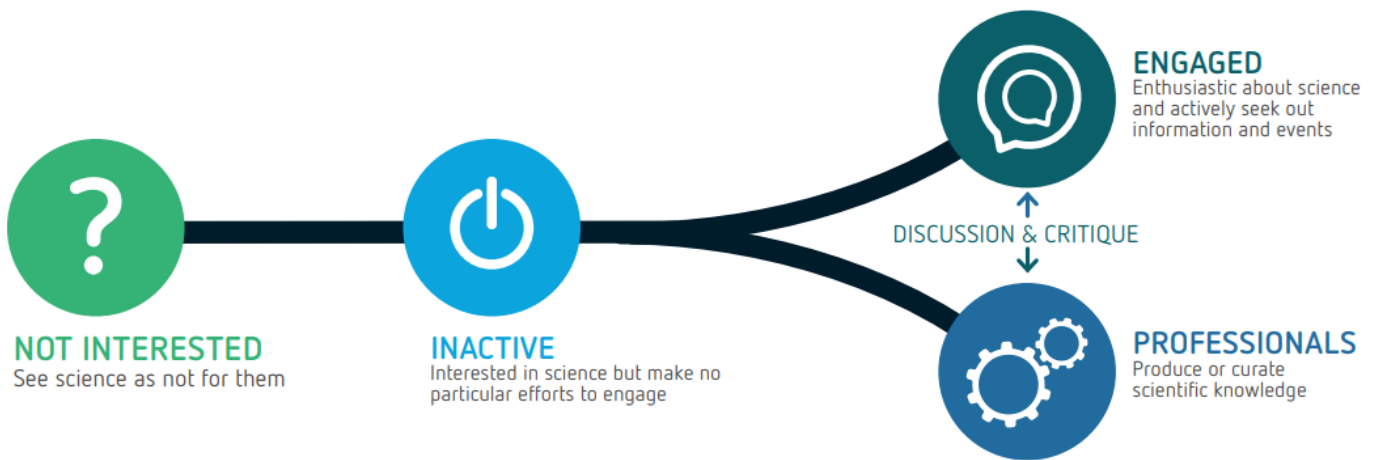 NOT INTERESTED
See science as not for them
INACTIVE
Interested in science but make no
particular efforts to engage
ENGAGED
Enthusiastic about science
and actively seek out
information and events
DISCUSSION & CRITIQUE
PROFESSIONALS
Produce or curate
scientific knowledge